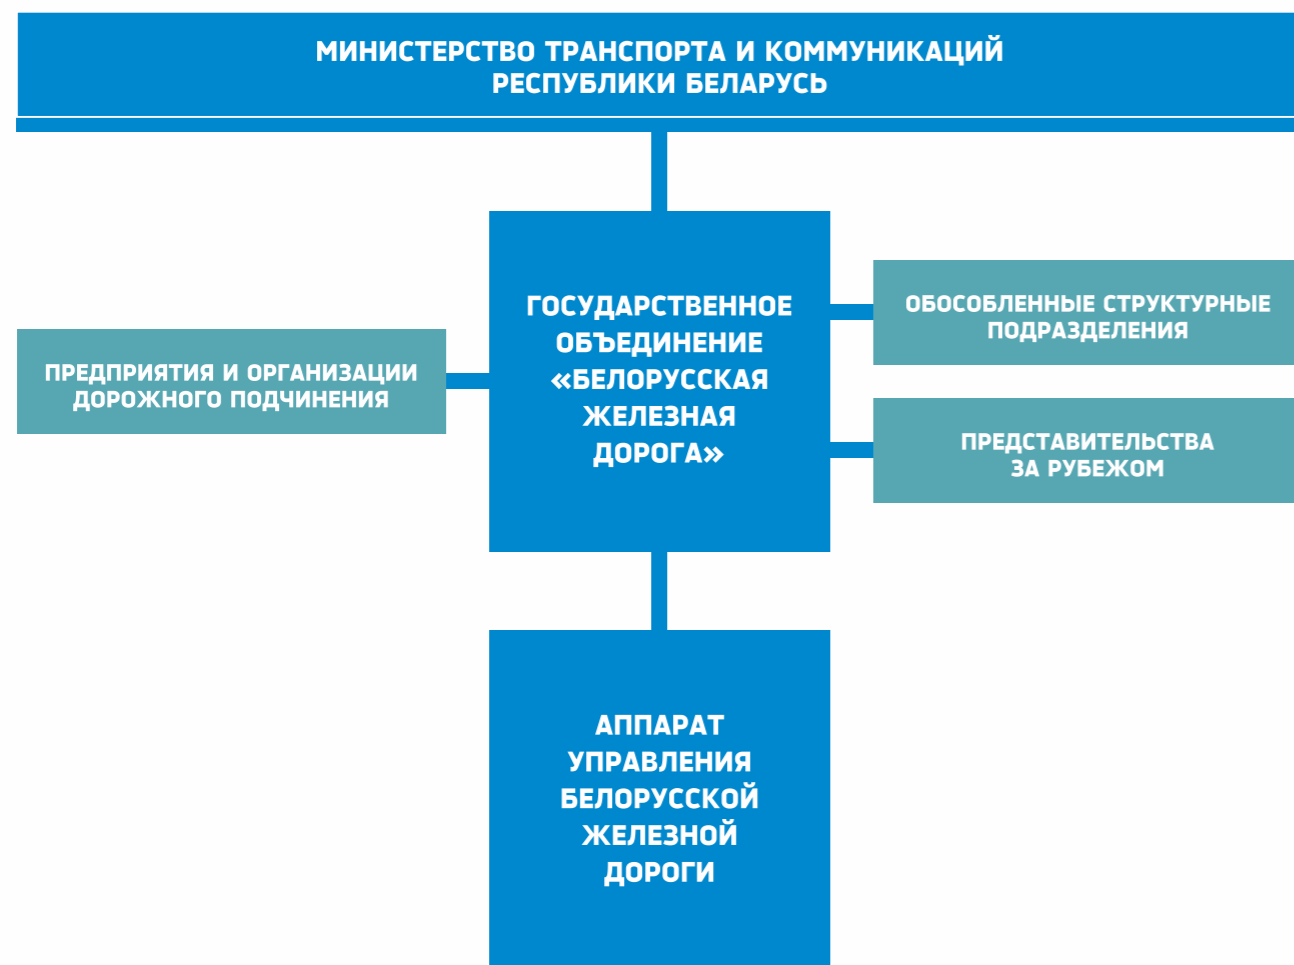 МИНИСТЕРСТВО ТРАНСПОРТА И КОММУНИКАЦИЙ
РЕСПУБЛИКИ БЕЛАРУСЬ
ГОСУДАРСТВЕННОЕ
ОБЪЕДИНЕНИЕ
«БЕЛОРУССКАЯ
ЖЕЛЕЗНАЯ
ДОРОГА»
ОБОСОБЛЕННЫЕ СТРУКТУРНЫЕ
ПОДРАЗДЕЛЕНИЯ
ПРЕДПРИЯТИЯ И ОРГАНИЗАЦИИ
ДОРОЖНОГО ПОДЧИНЕНИЯ
ПРЕДСТАВИТЕЛЬСТВА
ЗА РУБЕЖОМ
АППАРАТ
УПРАВЛЕНИЯ
БЕЛОРУССКОЙ
ЖЕЛЕЗНОЙ
ДОРОГИ